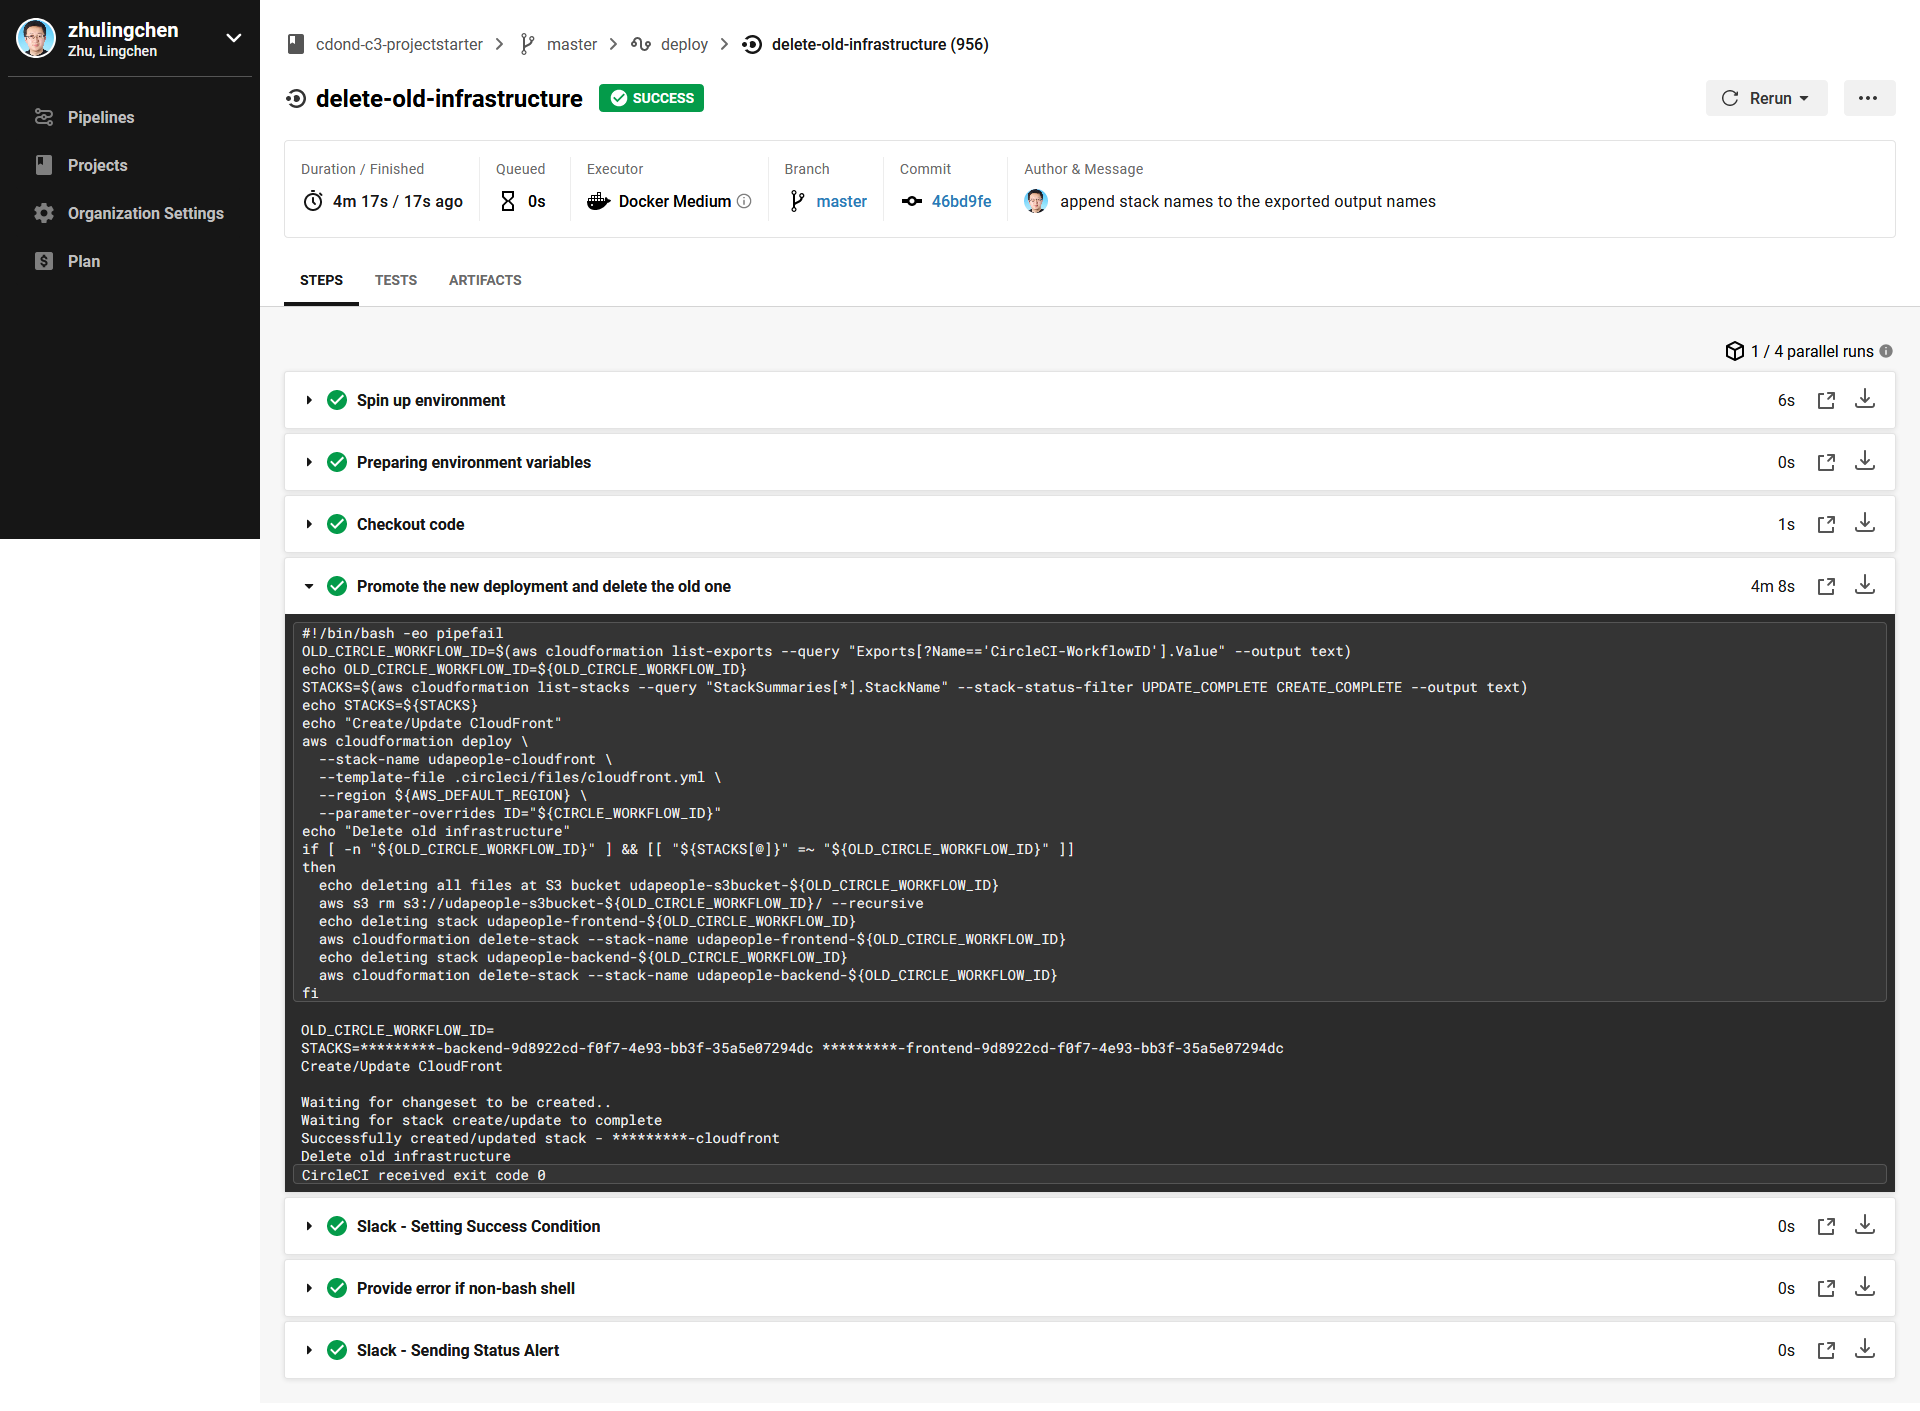 zhulingchen
Zhu, Lingchen
Pipelines
Projects
Organization Settings
$ Plan
cdond-c3-projectstarter > master > deploy > delete-old-infrastructure (956)
delete-old-infrastructure SUCCESS Rerun
Duration / Finished Queued Executor Branch Commit Author & Message
4m 17s / 17s ago 0s Docker Medium master 46bd9fe append stack names to the exported output names
STEPS TESTS ARTIFACTS
1 / 4 parallel runs
Spin up environment 6s
Preparing environment variables 0s
Checkout code 1s
Promote the new deployment and delete the old one 4m 8s
#!/bin/bash -eo pipefail
OLD_CIRCLE_WORKFLOW_ID=$(aws cloudformation list-exports --query "Exports[?Name=='CircleCI-WorkflowID'].Value" --output text)
echo OLD_CIRCLE_WORKFLOW_ID=${OLD_CIRCLE_WORKFLOW_ID}
STACKS=$(aws cloudformation list-stacks --query "StackSummaries[*].StackName" --stack-status-filter UPDATE_COMPLETE CREATE_COMPLETE --output text)
echo STACKS=${STACKS}
echo "Create/Update CloudFront"
aws cloudformation deploy \
  --stack-name udapeople-cloudfront \
  --template-file .circleci/files/cloudfront.yml \
  --region ${AWS_DEFAULT_REGION} \
  --parameter-overrides ID="${CIRCLE_WORKFLOW_ID}"
echo "Delete old infrastructure"
if [ -n "${OLD_CIRCLE_WORKFLOW_ID}" ] && [[ "${STACKS[@]}" =~ "${OLD_CIRCLE_WORKFLOW_ID}" ]]
then
  echo deleting all files at S3 bucket udapeople-s3bucket-${OLD_CIRCLE_WORKFLOW_ID}
  aws s3 rm s3://udapeople-s3bucket-${OLD_CIRCLE_WORKFLOW_ID}/ --recursive
  echo deleting stack udapeople-frontend-${OLD_CIRCLE_WORKFLOW_ID}
  aws cloudformation delete-stack --stack-name udapeople-frontend-${OLD_CIRCLE_WORKFLOW_ID}
  echo deleting stack udapeople-backend-${OLD_CIRCLE_WORKFLOW_ID}
  aws cloudformation delete-stack --stack-name udapeople-backend-${OLD_CIRCLE_WORKFLOW_ID}
fi
OLD_CIRCLE_WORKFLOW_ID=
STACKS=*********-backend-9d8922cd-f0f7-4e93-bb3f-35a5e07294dc *********-frontend-9d8922cd-f0f7-4e93-bb3f-35a5e07294dc
Create/Update CloudFront
Waiting for changeset to be created..
Waiting for stack create/update to complete
Successfully created/updated stack - *********-cloudfront
Delete old infrastructure
CircleCI received exit code 0
Slack - Setting Success Condition 0s
Provide error if non-bash shell 0s
Slack - Sending Status Alert 0s